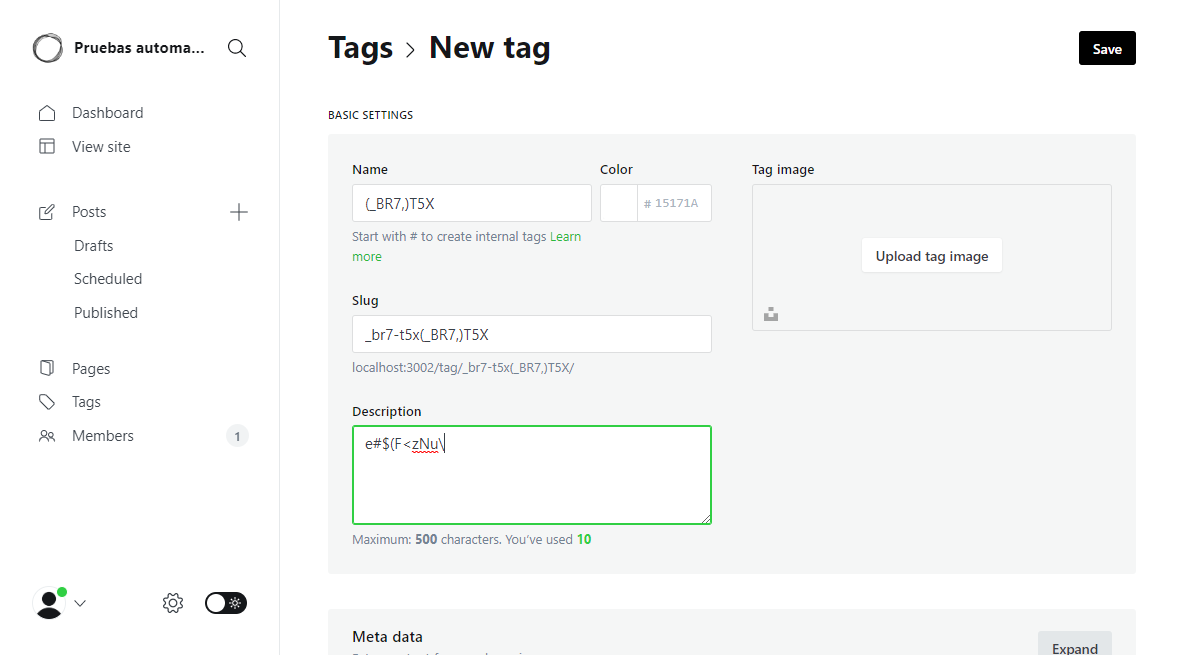 Pruebas automa...
Dashboard
View site
Posts
Drafts
Scheduled
Published
Pages
Tags
Members
1
Tags > New tag
Save
BASIC SETTINGS
Name
(_BR7,)T5X
Start with # to create internal tags Learn
more
Color
# 15171A
Slug
_br7-t5x(_BR7,)T5X
localhost:3002/tag/_br7-t5x(_BR7,)T5X/
Description
e#$(F<zNu\
Maximum: 500 characters. You've used 10
Tag image
Upload tag image
Meta data
Expand